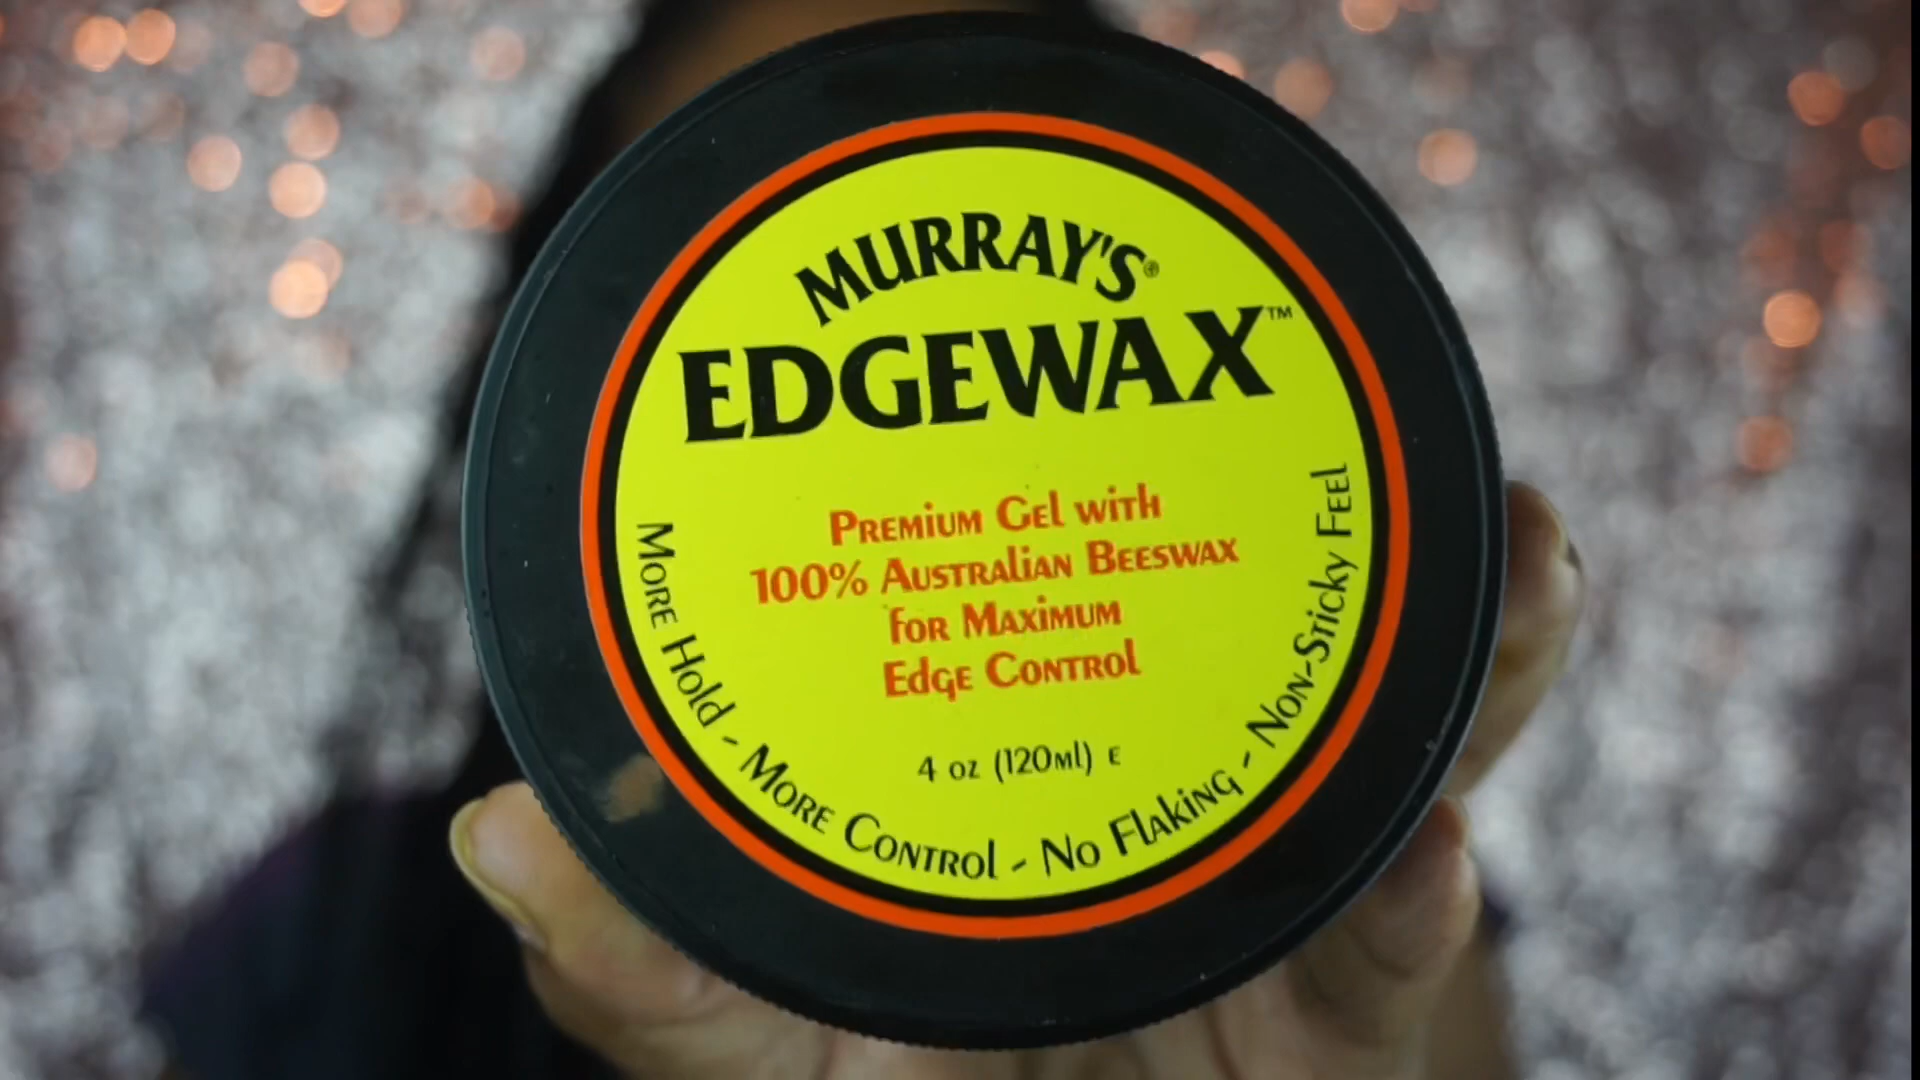 MURRAY'S®
EDGEWAX™
Premium Gel with
100% Australian Beeswax
for Maximum
Edge Control
4 oz (120ml) E
More Hold - More Control - No Flaking - Non-Sticky Feel